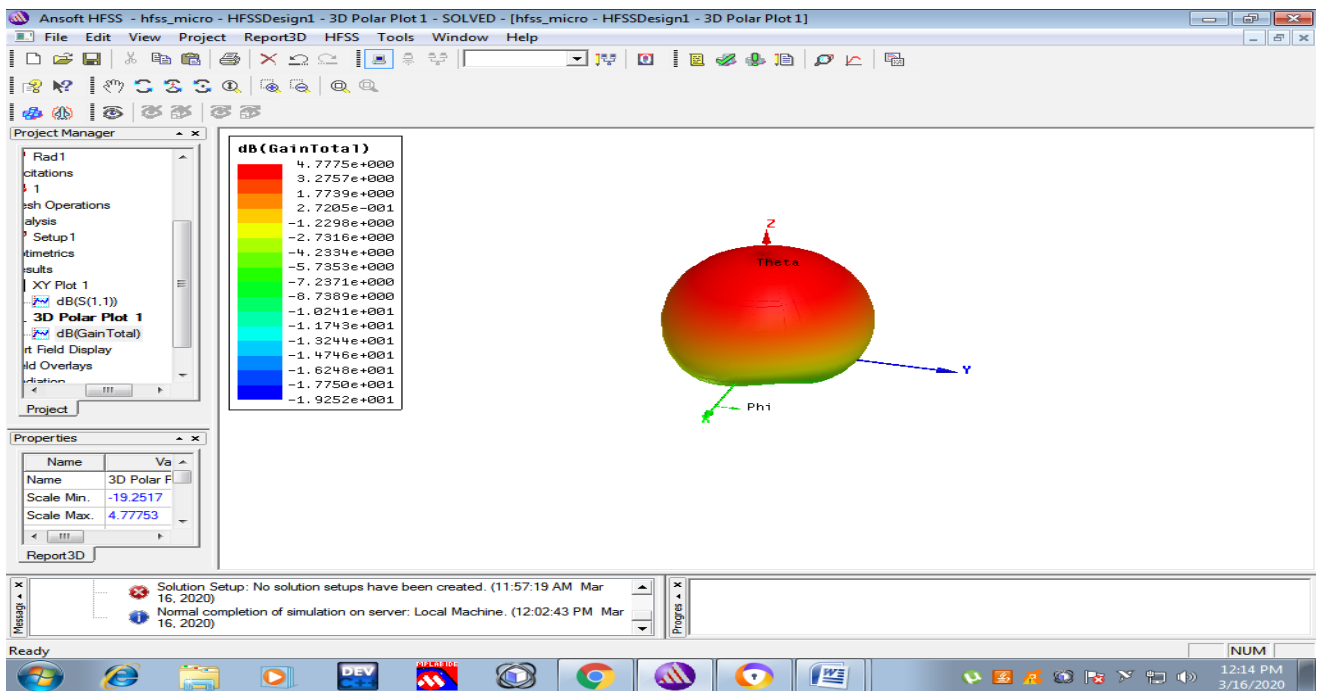 Ansoft HFSS - hfss_micro - HFSSDesign1 - 3D Polar Plot 1 - SOLVED - [hfss_micro - HFSSDesign1 - 3D Polar Plot 1]
File Edit View Project Report3D HFSS Tools Window Help
Project Manager
Rad1
citations
1
esh Operations
alysis
Setup1
timetrics
esults
XY Plot 1
dB(S(1,1))
3D Polar Plot 1
dB(GainTotal)
rt Field Display
eld Overlays
adiation
Project
Properties
Name Va
Name 3D Polar P
Scale Min. -19.2517
Scale Max. 4.77753
Report3D
dB(GainTotal)
4.7775e+000
3.2757e+000
1.7739e+000
2.7205e-001
-1.2298e+000
-2.7316e+000
-4.2334e+000
-5.7353e+000
-7.2371e+000
-8.7389e+000
-1.0241e+001
-1.1743e+001
-1.3244e+001
-1.4746e+001
-1.6248e+001
-1.7750e+001
-1.9252e+001
Z
Theta
Y
Phi
X
Message
Solution Setup: No solution setups have been created. (11:57:19 AM Mar
16, 2020)
Normal completion of simulation on server: Local Machine. (12:02:43 PM Mar
16, 2020)
Progres
Ready
NUM
DEV
C++
MPLAB IDE
W
12:14 PM
3/16/2020